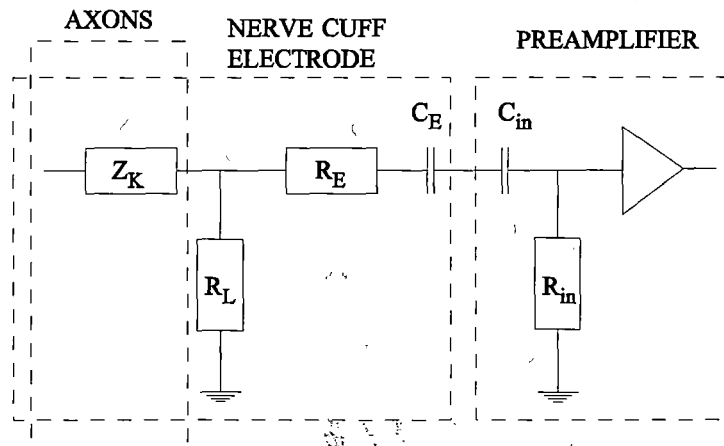 AXONS
NERVE CUFF
ELECTRODE
PREAMPLIFIER
C_E
C_in
Z_K
R_E
R_L
R_in